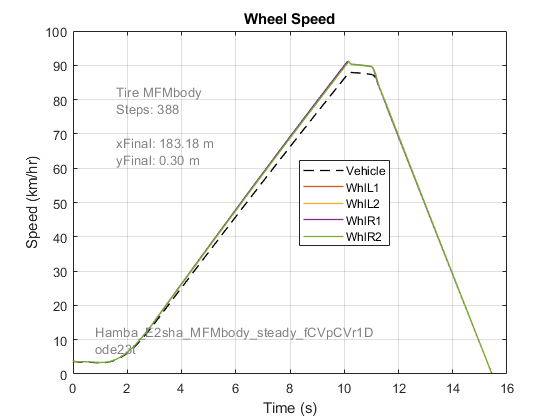 Wheel Speed
100
90
80
70
60
50
40
30
20
10
0
Speed (km/hr)
Tire MFMbody
Steps: 388
xFinal: 183.18 m
yFinal: 0.30 m
Vehicle
WhlL1
WhlL2
WhlR1
WhlR2
Hamba_E2sha_MFMbody_steady_fCVpCVr1D
ode23t
0 2 4 6 8 10 12 14 16
Time (s)